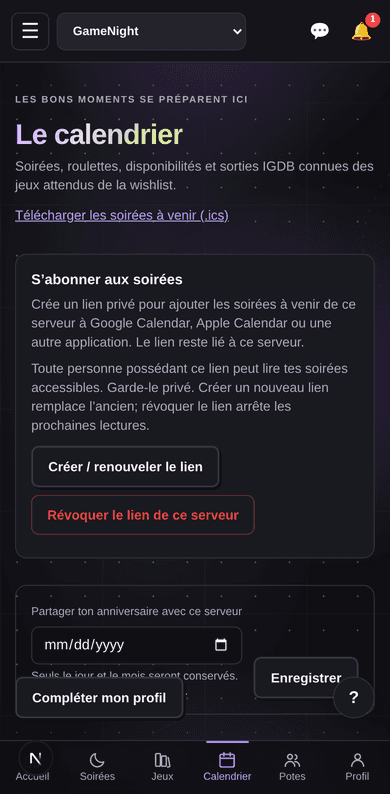 GameNight
1
LES BONS MOMENTS SE PRÉPARENT ICI
Le calendrier
Soirées, roulettes, disponibilités et sorties IGDB connues des
jeux attendus de la wishlist.
Télécharger les soirées à venir (.ics)
S’abonner aux soirées
Crée un lien privé pour ajouter les soirées à venir de ce
serveur à Google Calendar, Apple Calendar ou une
autre application. Le lien reste lié à ce serveur.
Toute personne possédant ce lien peut lire tes soirées
accessibles. Garde-le privé. Créer un nouveau lien
remplace l’ancien; révoquer le lien arrête les
prochaines lectures.
Créer / renouveler le lien
Révoquer le lien de ce serveur
Partager ton anniversaire avec ce serveur
mm/dd/yyyy
Seuls le jour et le mois seront conservés.
Enregistrer
Compléter mon profil
?
N
Accueil
Soirées
Jeux
Calendrier
Potes
Profil